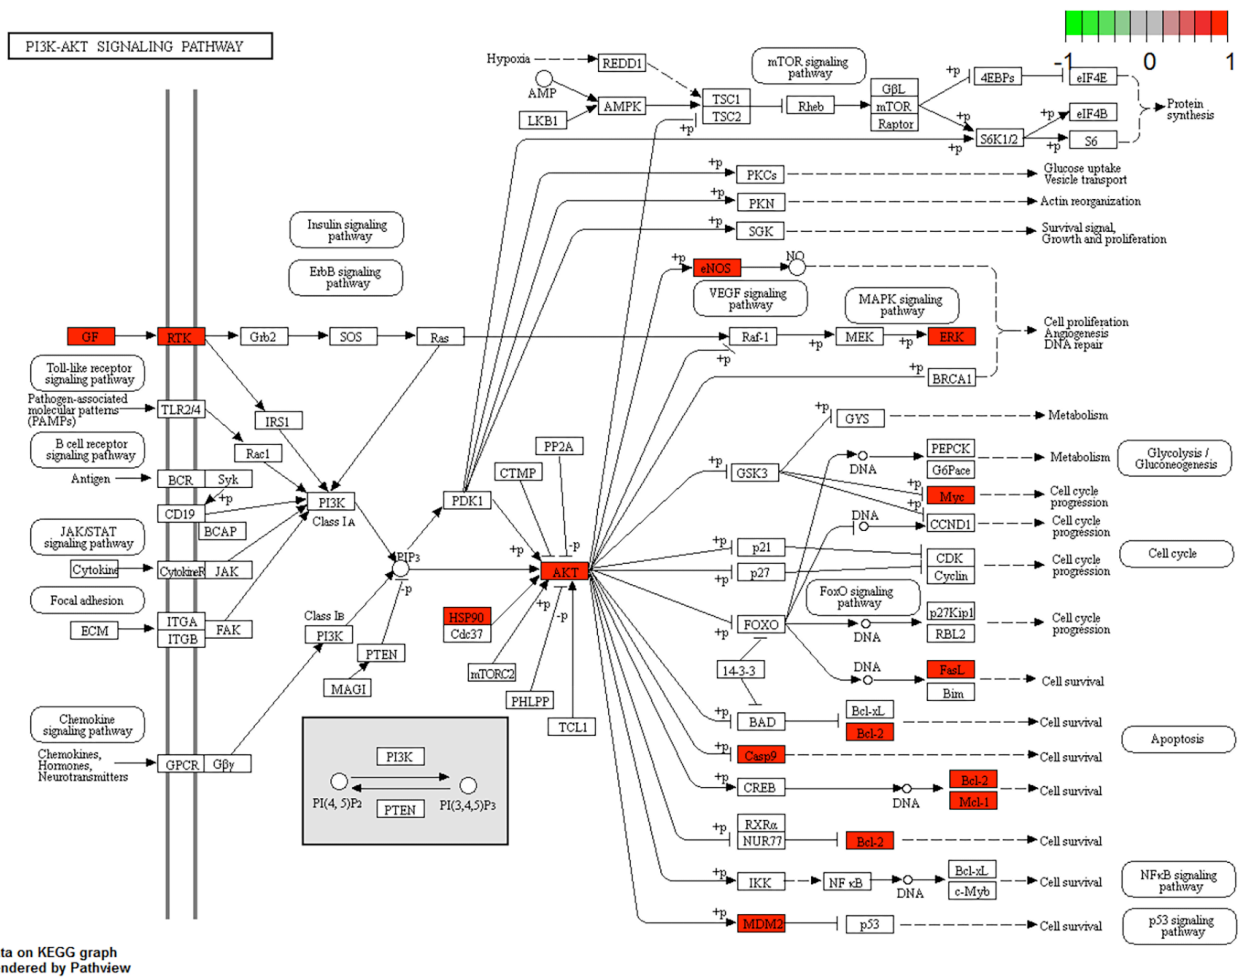 PI3K-AKT SIGNALING PATHWAY
-1 0 1
Hypoxia
REDD1
mTOR signaling
pathway
AMP
LKB1
AMPK
TSC1
TSC2
+p
Rheb
GβL
mTOR
Raptor
+p
4EBPs
eIF4E
+p
S6K1/2
+p
eIF4B
+p
S6
Protein
synthesis
+p
PKCs
Glucose uptake
Vesicle transport
+p
PKN
Actin reorganization
+p
SGK
Survival signal,
Growth and proliferation
Insulin signaling
pathway
ErbB signaling
pathway
+p
eNOS
NO
VEGF signaling
pathway
MAPK signaling
pathway
GF
RTK
Grb2
SOS
Ras
Raf-1
+p
MEK
+p
ERK
+p
Cell proliferation
Angiogenesis
DNA repair
+p
BRCA1
Toll-like receptor
signaling pathway
Pathogen-associated
molecular patterns
(PAMPs)
TLR2/4
IRS1
Rac1
B cell receptor
signaling pathway
Antigen
BCR
Syk
+p
CD19
BCAP
PI3K
Class IA
JAK/STAT
signaling pathway
Cytokine
CytokineR
JAK
Focal adhesion
ECM
ITGA
ITGB
FAK
Class IB
PI3K
PIP3
-p
PTEN
MAGI
PDK1
CTMP
PP2A
+p
-p
AKT
HSP90
Cdc37
+p
-p
mTORC2
PHLPP
TCL1
+p
GYS
Metabolism
+p
GSK3
DNA
PEPCK
G6Pace
Metabolism
Glycolysis /
Gluconeogenesis
+p
Myc
Cell cycle
progression
+p
DNA
CCND1
Cell cycle
progression
+p
p21
+p
p27
CDK
Cyclin
Cell cycle
progression
Cell cycle
FoxO signaling
pathway
+p
FOXO
DNA
p27Kip1
RBL2
Cell cycle
progression
14-3-3
DNA
FasL
Bim
Cell survival
+p
BAD
Bcl-xL
Bcl-2
Cell survival
Apoptosis
+p
Casp9
Cell survival
+p
CREB
DNA
Bcl-2
Mcl-1
Cell survival
+p
RXRα
NUR77
Bcl-2
Cell survival
+p
IKK
NFκB
DNA
Bcl-xL
c-Myb
Cell survival
NFκB signaling
pathway
+p
MDM2
p53
Cell survival
p53 signaling
pathway
Chemokine
signaling pathway
Chemokines,
Hormones,
Neurotransmitters
GPCR
Gβγ
PI3K
PI(4, 5)P2
PI(3,4,5)P3
PTEN
ta on KEGG graph
ndered by Pathview